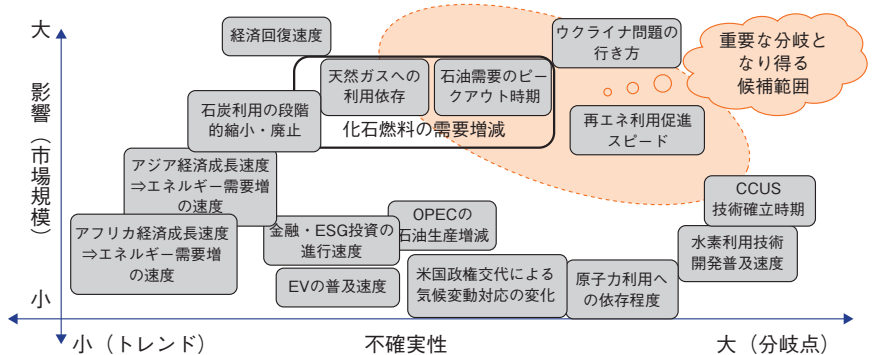 大
影響（市場規模）
小
経済回復速度
ウクライナ問題の
行き方
重要な分岐と
なり得る
候補範囲
天然ガスへの
利用依存
石油需要のピー
クアウト時期
石炭利用の段階
的縮小・廃止
化石燃料の需要増減
再エネ利用促進
スピード
アジア経済成長速度
⇒エネルギー需要増
の速度
CCUS
技術確立時期
アフリカ経済成長速度
⇒エネルギー需要増
の速度
金融・ESG投資の
進行速度
OPECの
石油生産増減
水素利用技術
開発普及速度
EVの普及速度
米国政権交代による
気候変動対応の変化
原子力利用へ
の依存程度
小（トレンド）
不確実性
大（分岐点）